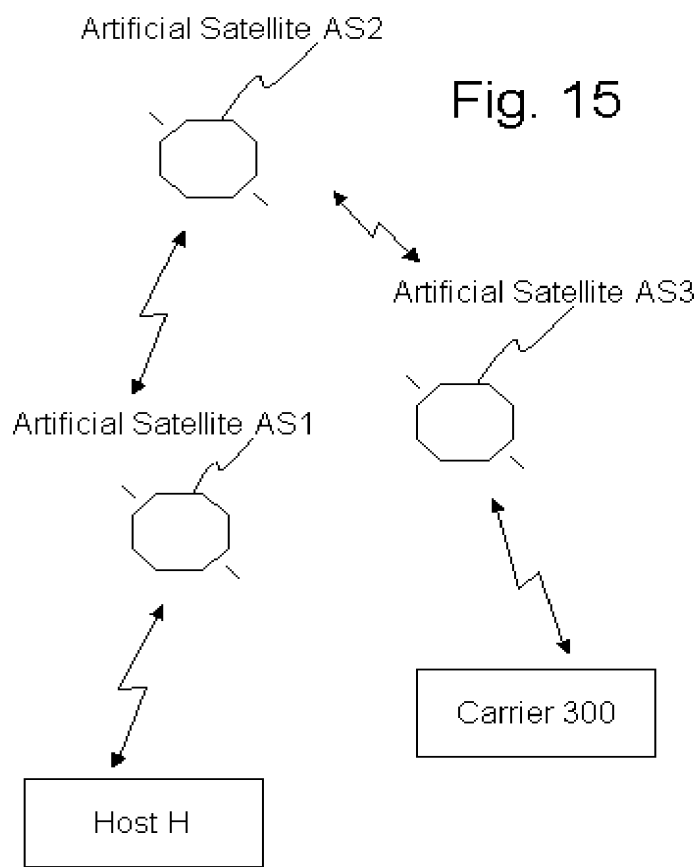 Artificial Satellite AS2
Fig. 15
Artificial Satellite AS3
Artificial Satellite AS1
Carrier 300
Host H